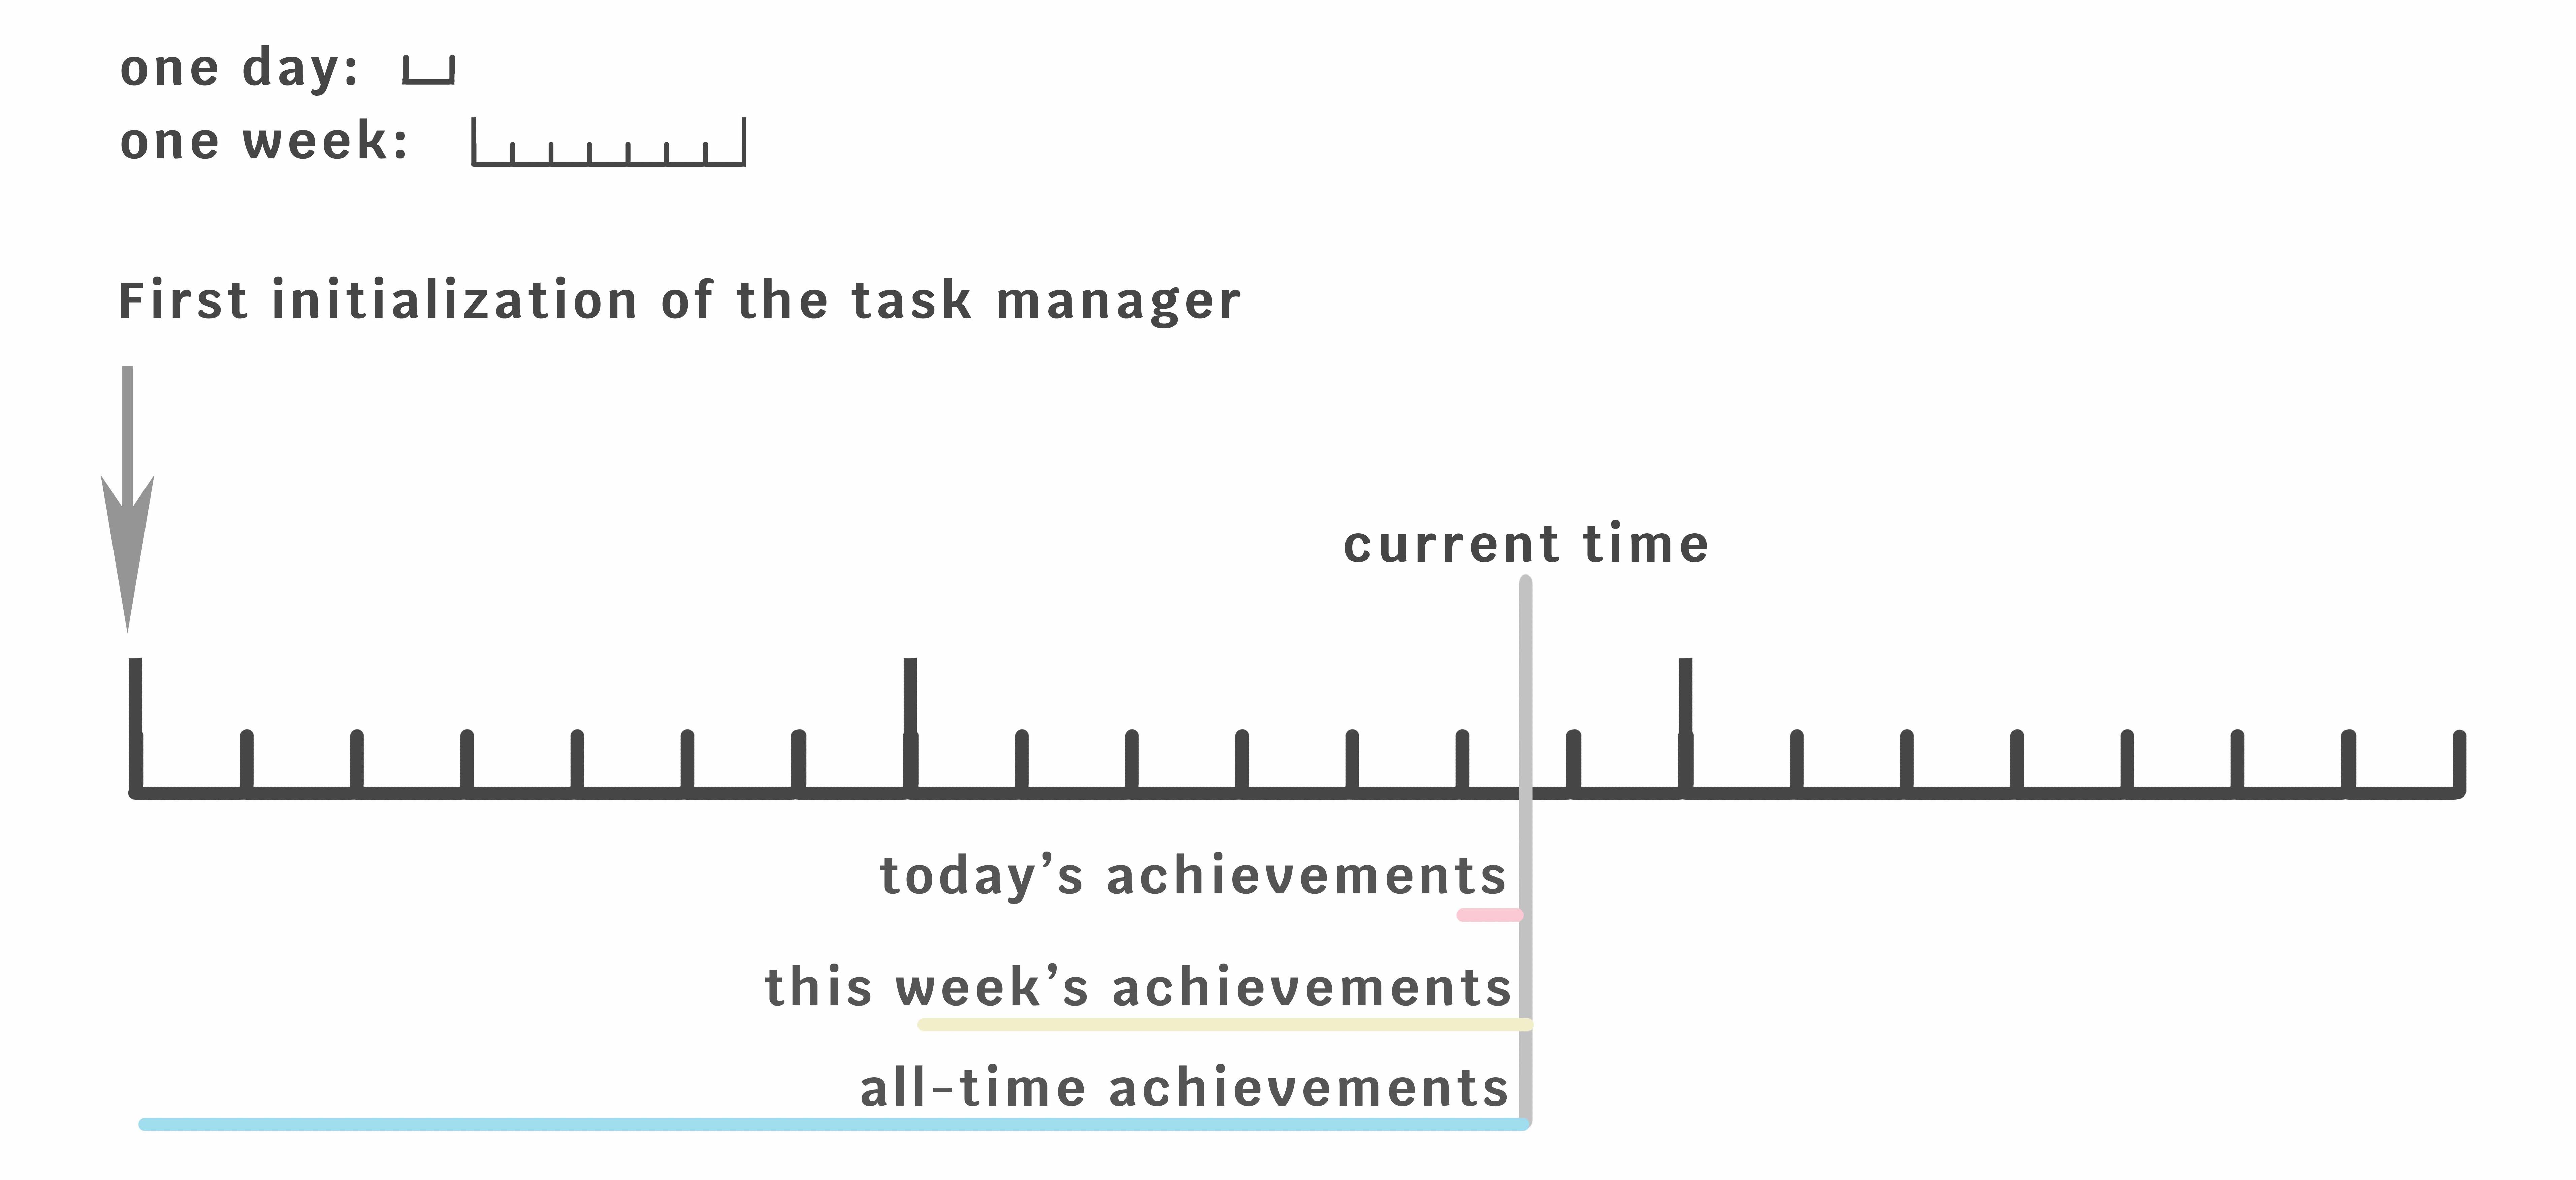 one day:
one week:
First initialization of the task manager
current time
today’s achievements
this week’s achievements
all-time achievements